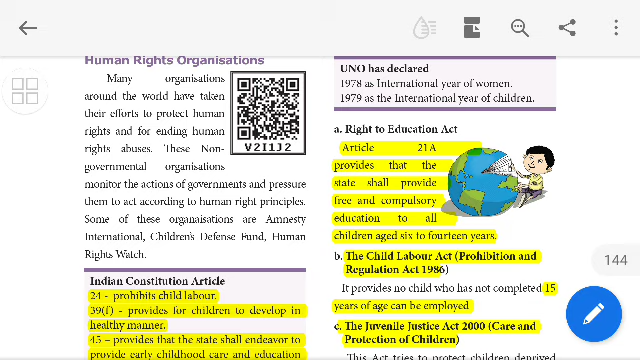 Human Rights Organisations
Many organisations
around the world have taken
their efforts to protect human
rights and for ending human
rights abuses. These Non-
governmental organisations
monitor the actions of governments and pressure
them to act according to human right principles.
Some of these organaisations are Amnesty
International, Children's Defense Fund, Human
Rights Watch.
V2I1J2
Indian Constitution Article
24 - prohibits child labour.
39(f) - provides for children to develop in
healthy manner.
45 - provides that the state shall endeavor to
provide early childhood care and education
UNO has declared
1978 as International year of women.
1979 as the International year of children.
a. Right to Education Act
Article 21A
provides that the
state shall provide
free and compulsory
education to all
children aged six to fourteen years.
b. The Child Labour Act (Prohibition and
Regulation Act 1986)
It provides no child who has not completed 15
years of age can be employed
c. The Juvenile Justice Act 2000 (Care and
Protection of Children)
This Act tries to protect children deprived
144